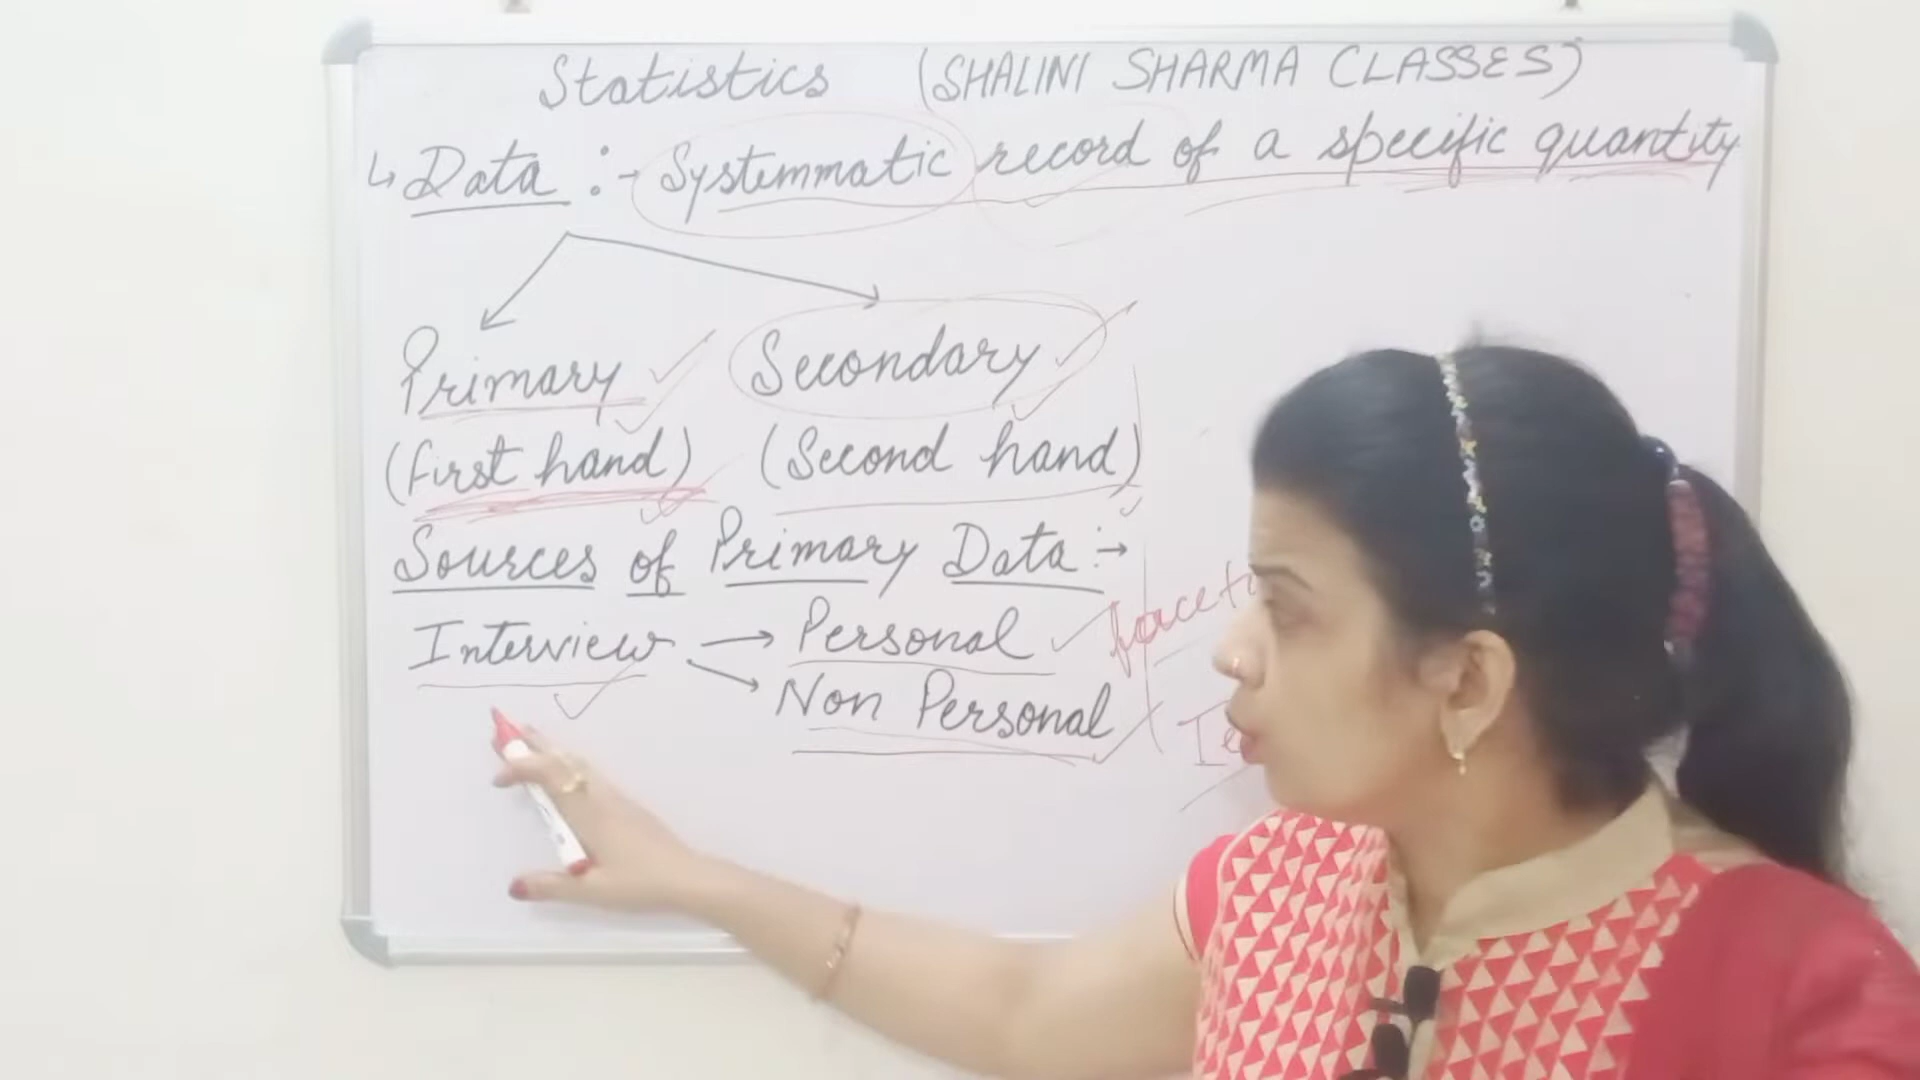 Statistics (SHALINI SHARMA CLASSES)
↳ Data :- Systemmatic record of a specific quantity
Primary Secondary
(first hand) (Second hand)
Sources of Primary Data :→
Interview → Personal
Non Personal